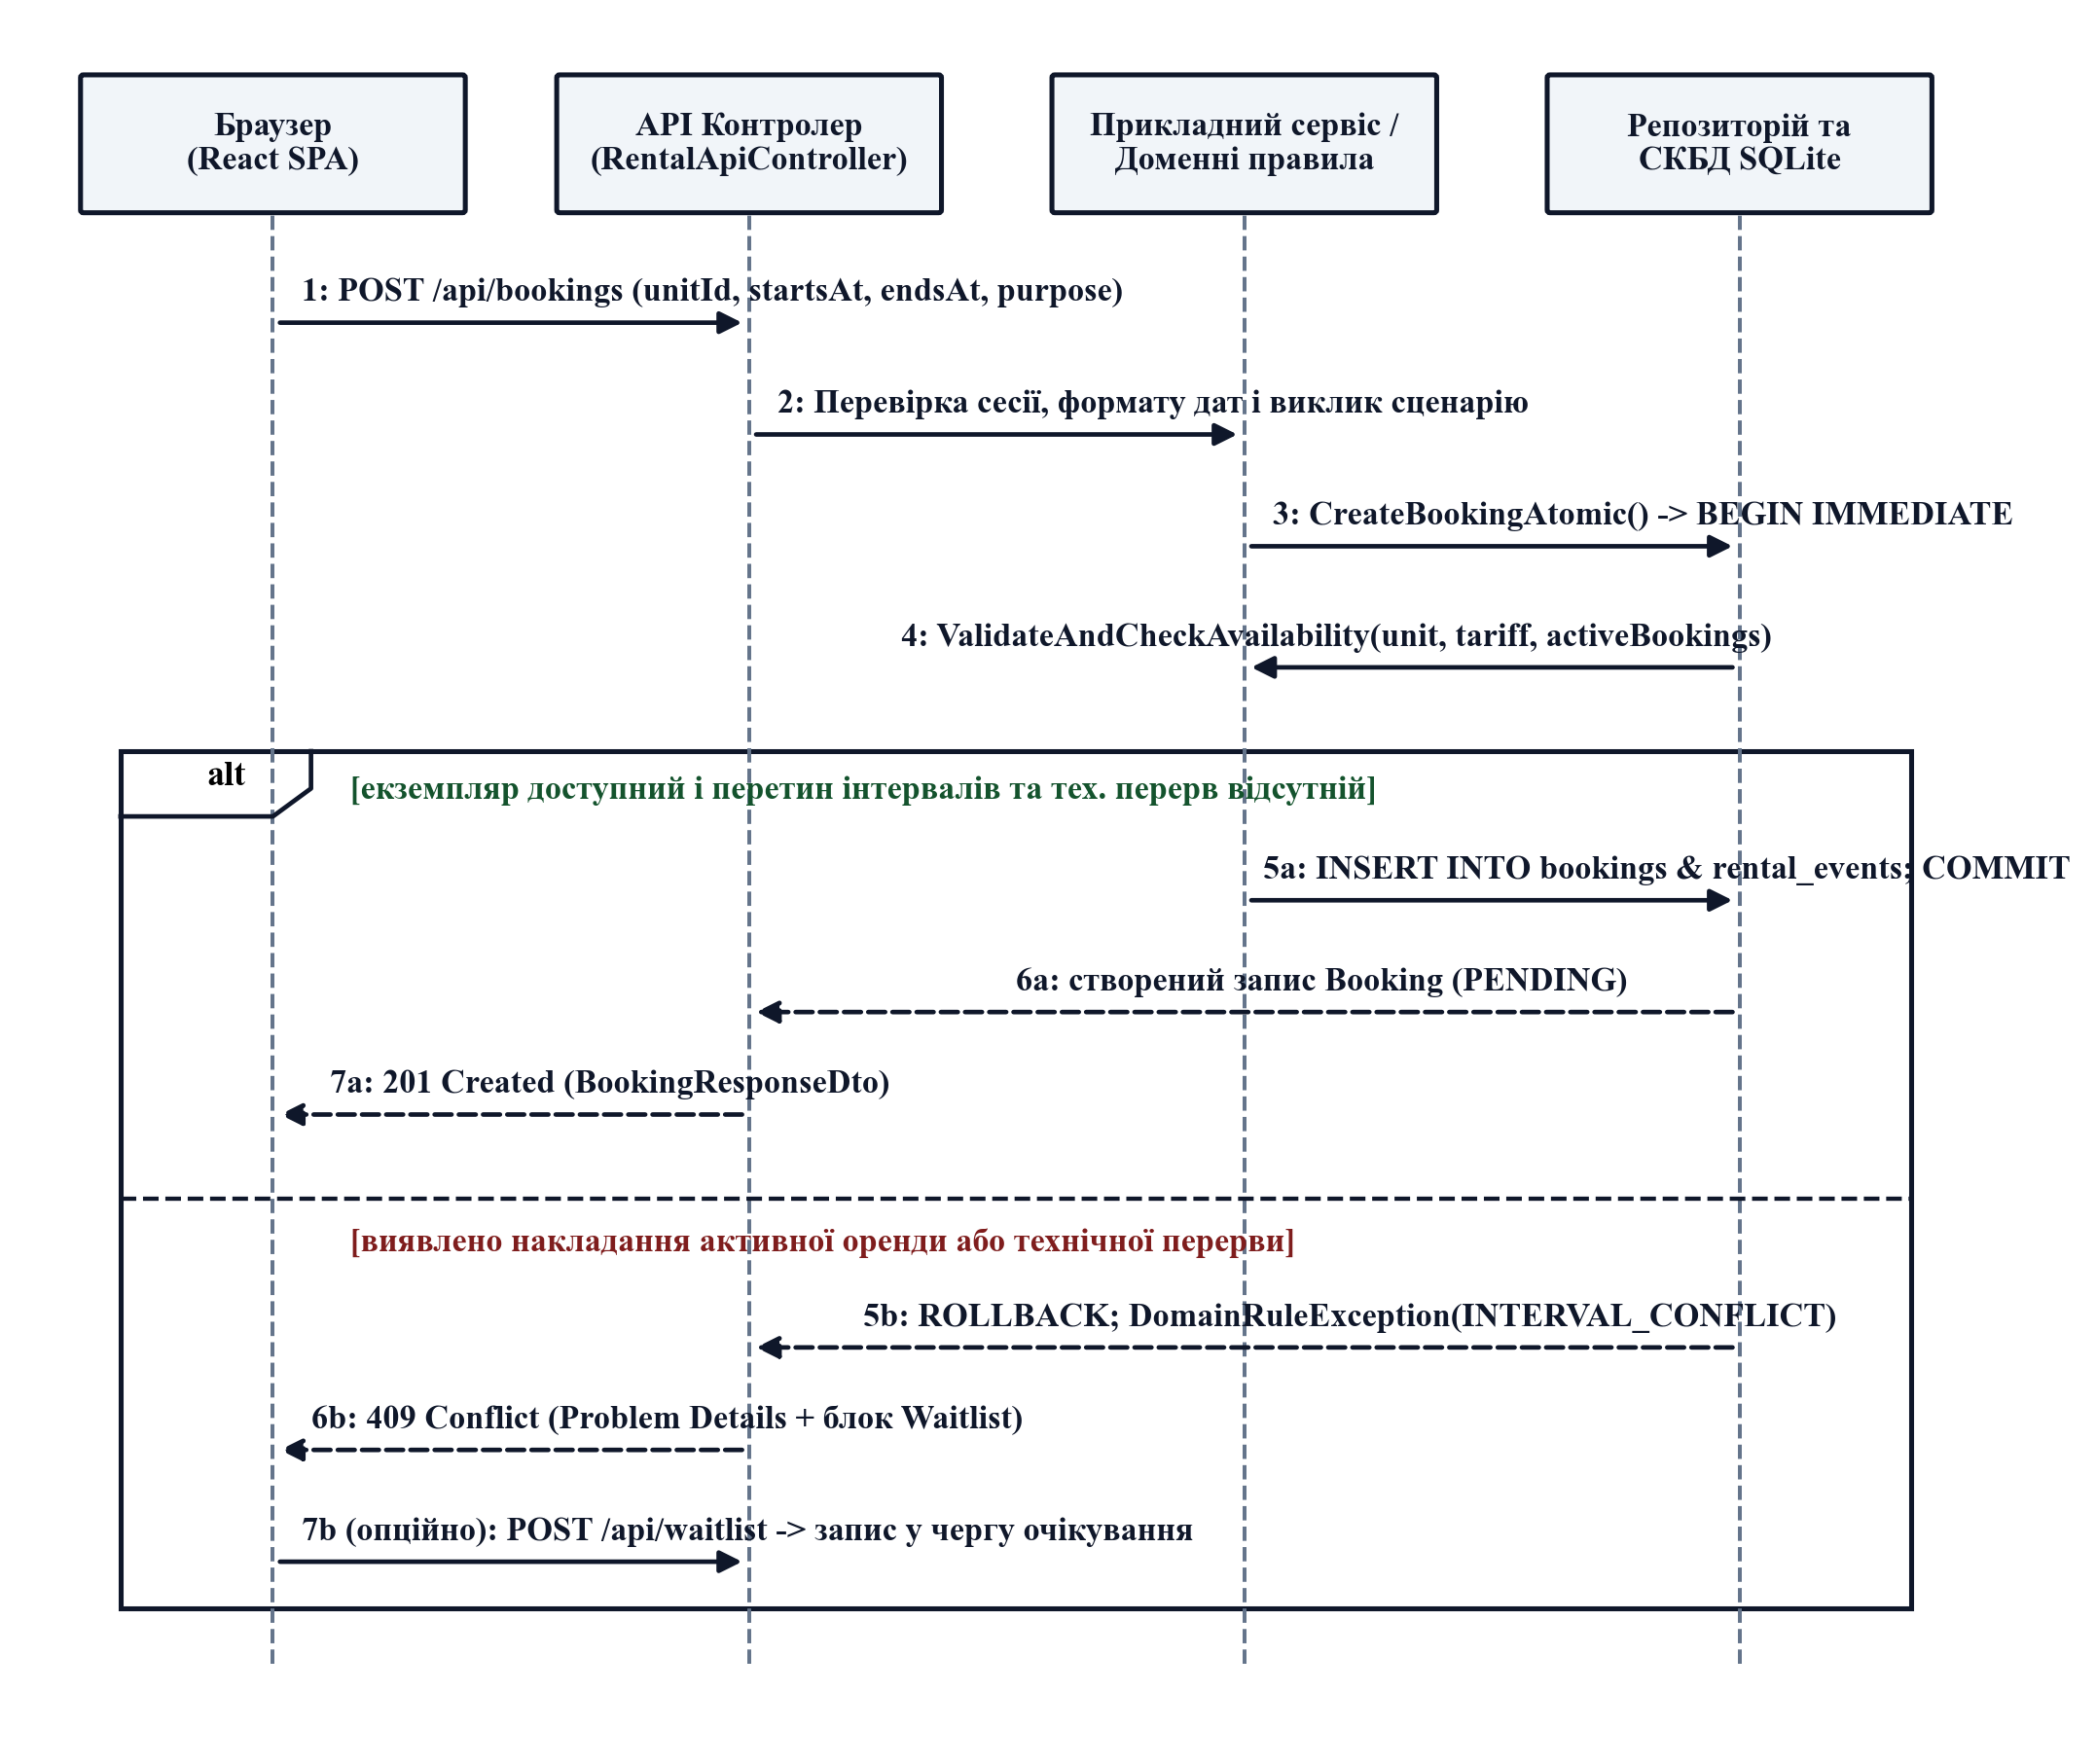 Браузер
(React SPA)
API Контролер
(RentalApiController)
Прикладний сервіс /
Доменні правила
Репозиторій та
СКБД SQLite
1: POST /api/bookings (unitId, startsAt, endsAt, purpose)
2: Перевірка сесії, формату дат і виклик сценарію
3: CreateBookingAtomic() -> BEGIN IMMEDIATE
4: ValidateAndCheckAvailability(unit, tariff, activeBookings)
alt
[екземпляр доступний і перетин інтервалів та тех. перерв відсутній]
5a: INSERT INTO bookings & rental_events; COMMIT
6a: створений запис Booking (PENDING)
7a: 201 Created (BookingResponseDto)
[виявлено накладання активної оренди або технічної перерви]
5b: ROLLBACK; DomainRuleException(INTERVAL_CONFLICT)
6b: 409 Conflict (Problem Details + блок Waitlist)
7b (опційно): POST /api/waitlist -> запис у чергу очікування